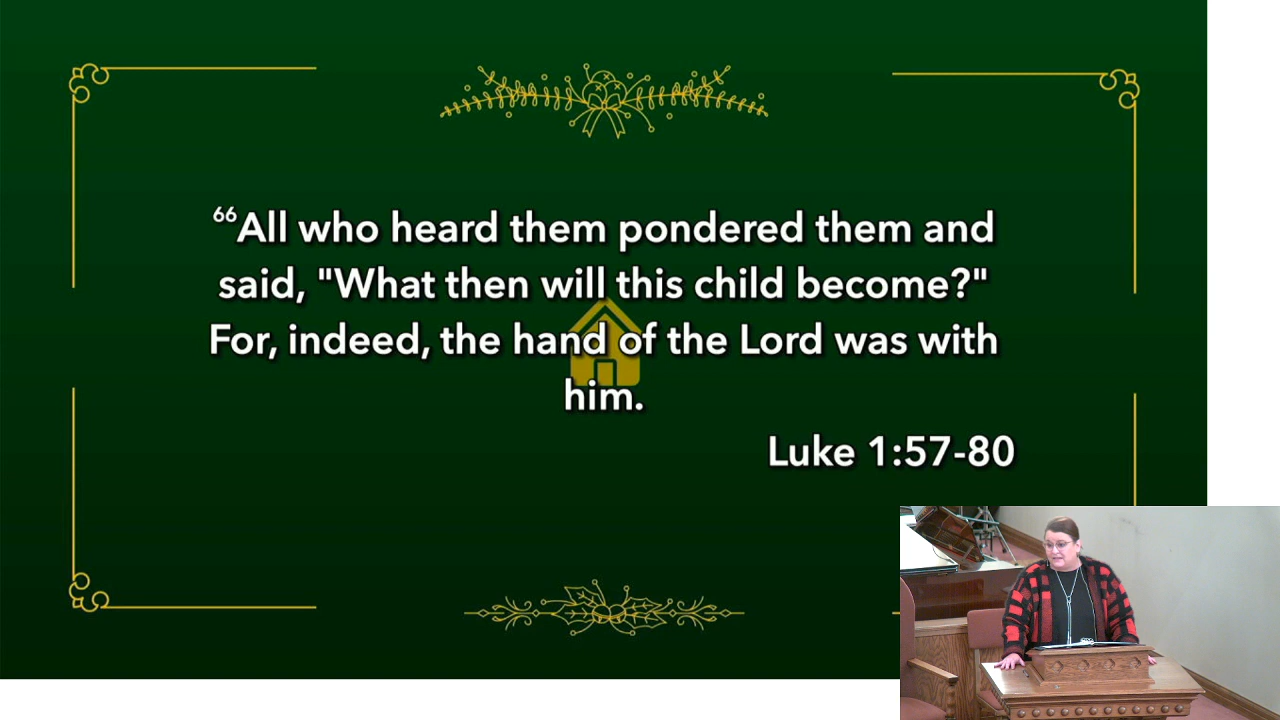 ⁶⁶All who heard them pondered them and
said, "What then will this child become?"
For, indeed, the hand of the Lord was with
him.
Luke 1:57-80